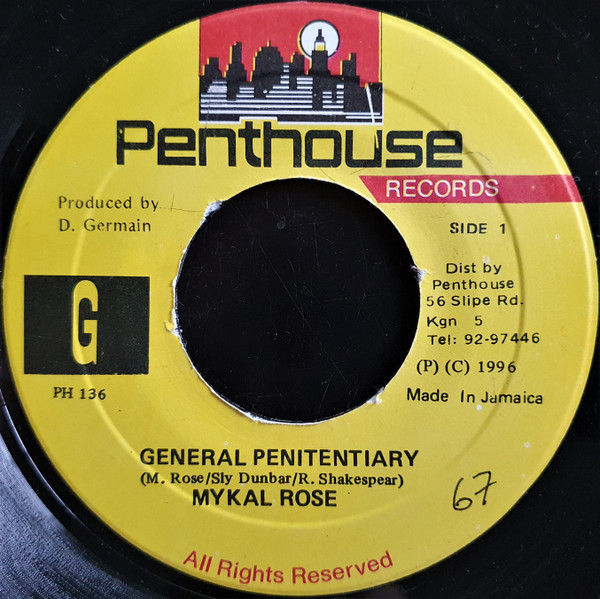 Penthouse
RECORDS
Produced by
D. Germain
SIDE 1
G
PH 136
Dist by
Penthouse
56 Slipe Rd.
Kgn 5
Tel: 92-97446
(P) (C) 1996
Made In Jamaica
GENERAL PENITENTIARY
(M. Rose/Sly Dunbar/R. Shakespear)
MYKAL ROSE
67
All Rights Reserved